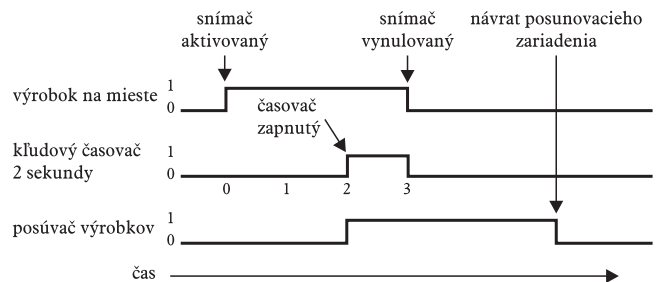 snímač
aktivovaný
snímač
vynulovaný
návrat posunovacieho
zariadenia
výrobok na mieste
1
0
časovač
zapnutý
kľudový časovač
2 sekundy
1
0
0 1 2 3
posúvač výrobkov
1
0
čas